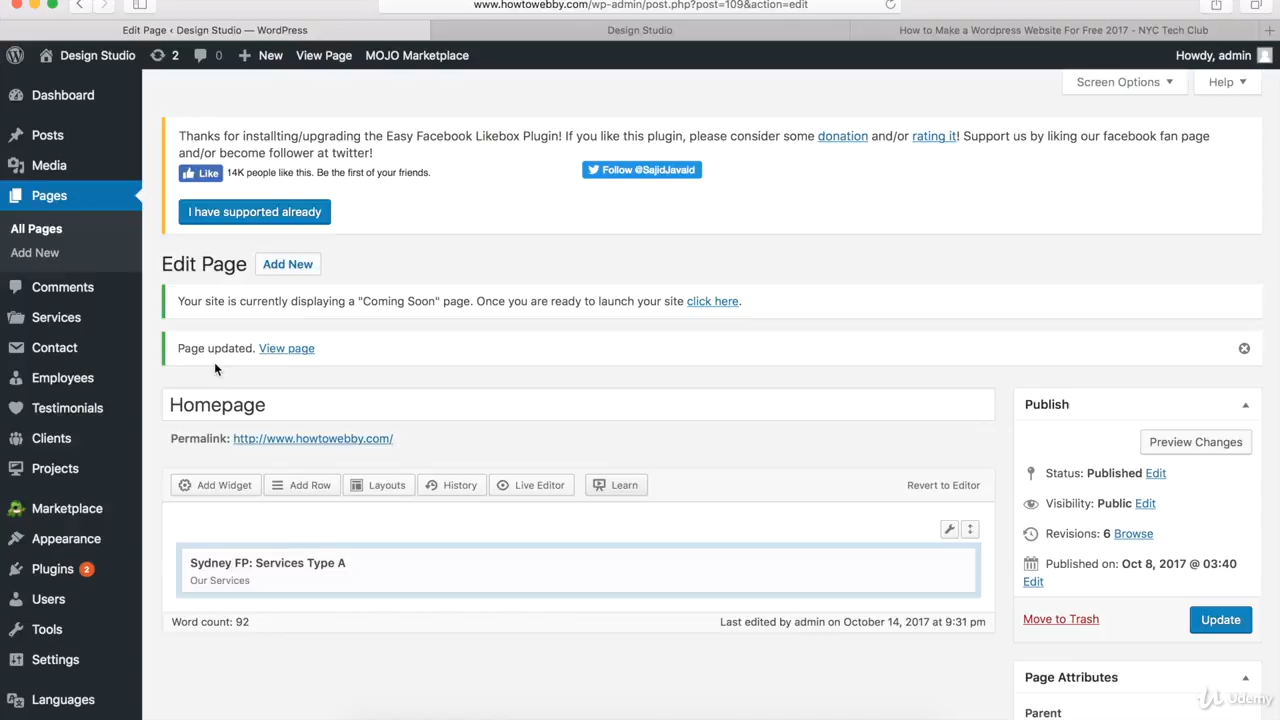 www.howtowebby.com/wp-admin/post.php?post=109&action=edit
Edit Page ‹ Design Studio — WordPress
Design Studio
How to Make a Wordpress Website For Free 2017 - NYC Tech Club
Design Studio 2 0 New View Page MOJO Marketplace
Howdy, admin
Screen Options Help
Dashboard
Posts
Media
Pages
All Pages
Add New
Comments
Services
Contact
Employees
Testimonials
Clients
Projects
Marketplace
Appearance
Plugins 2
Users
Tools
Settings
Languages
Thanks for installing/upgrading the Easy Facebook Likebox Plugin! If you like this plugin, please consider some donation and/or rating it! Support us by liking our facebook fan page
and/or become follower at twitter!
Like 14K people like this. Be the first of your friends.
Follow @SajidJavaid
I have supported already
Edit Page Add New
Your site is currently displaying a "Coming Soon" page. Once you are ready to launch your site click here.
Page updated. View page
Homepage
Permalink: http://www.howtowebby.com/
Add Widget Add Row Layouts History Live Editor Learn Revert to Editor
Sydney FP: Services Type A
Our Services
Word count: 92 Last edited by admin on October 14, 2017 at 9:31 pm
Publish
Preview Changes
Status: Published Edit
Visibility: Public Edit
Revisions: 6 Browse
Published on: Oct 8, 2017 @ 03:40
Edit
Move to Trash Update
Page Attributes
Parent
Udemy